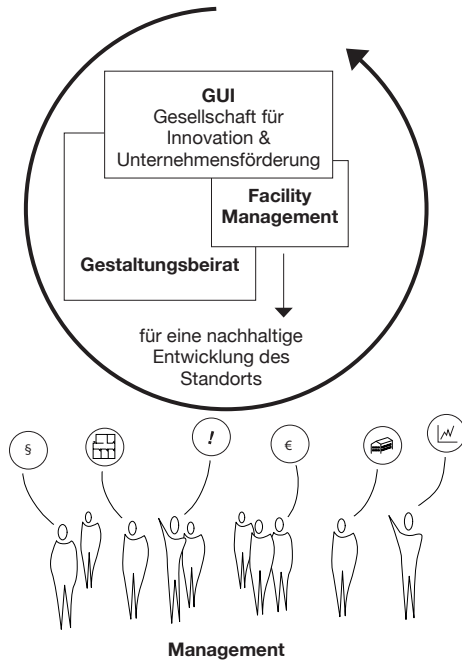 GUI
Gesellschaft für
Innovation &
Unternehmensförderung
Facility
Management
Gestaltungsbeirat
für eine nachhaltige
Entwicklung des
Standorts
§
!
€
Management